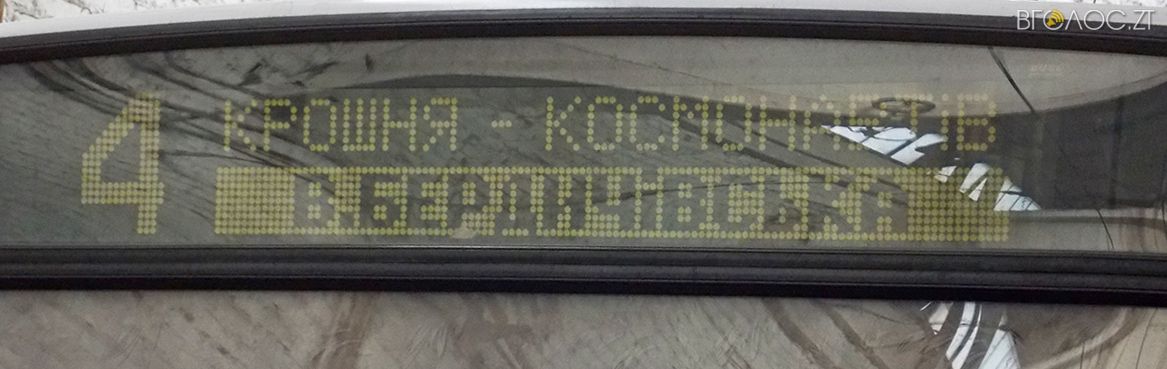 ВГОЛОС.ZT
4 КРОШНЯ - КОСМОНАВТІВ
В.БЕРДИЧІВСЬКА